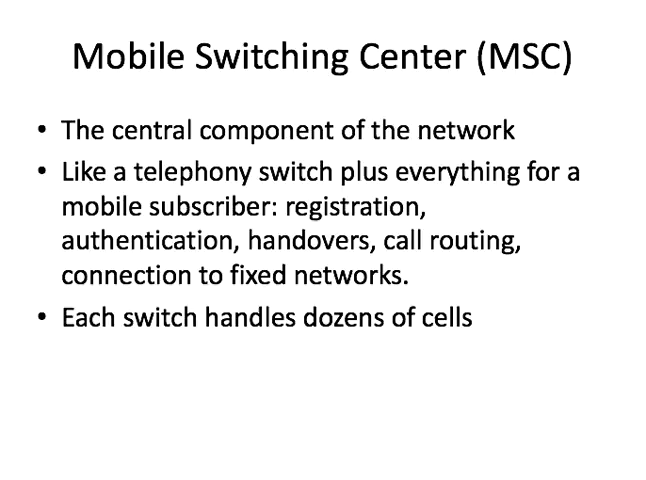 Mobile Switching Center (MSC)
• The central component of the network
• Like a telephony switch plus everything for a
mobile subscriber: registration,
authentication, handovers, call routing,
connection to fixed networks.
• Each switch handles dozens of cells